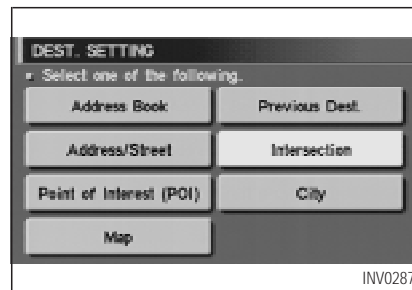 DEST. SETTING
Select one of the following.
Address Book
Previous Dest.
Address/Street
Intersection
Point of Interest (POI)
City
Map
INV0287